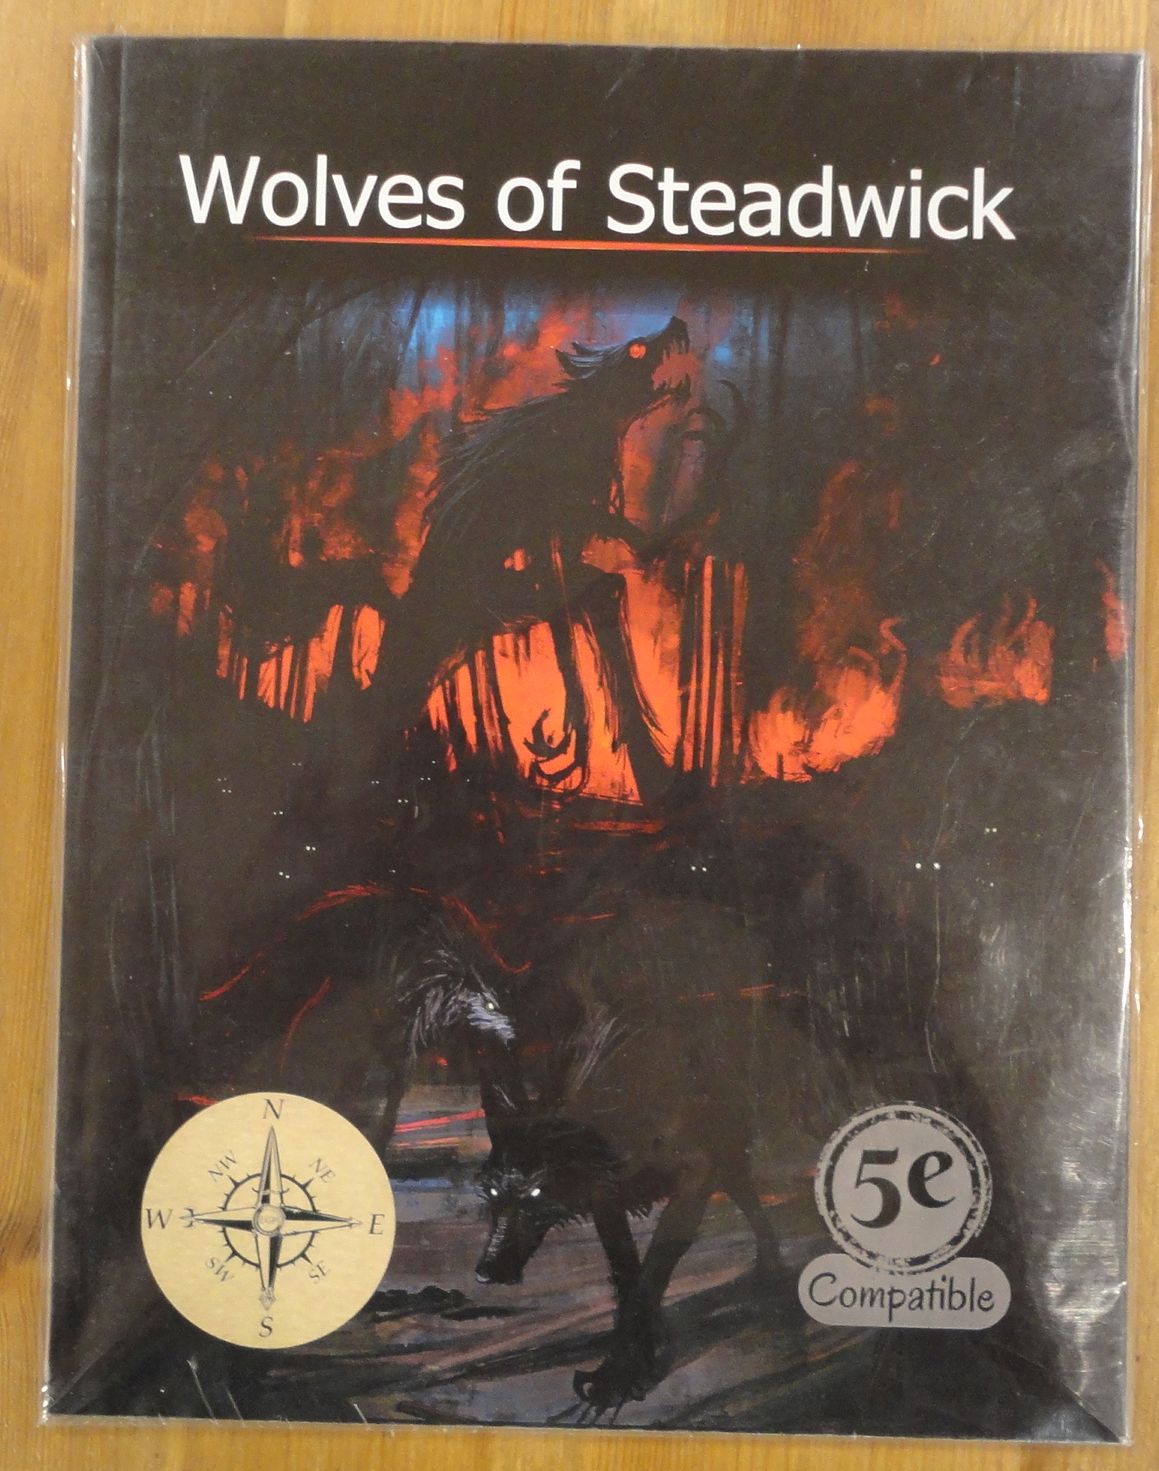 Wolves of Steadwick
N
NW NE
W E
SW SE
S
5e
Compatible